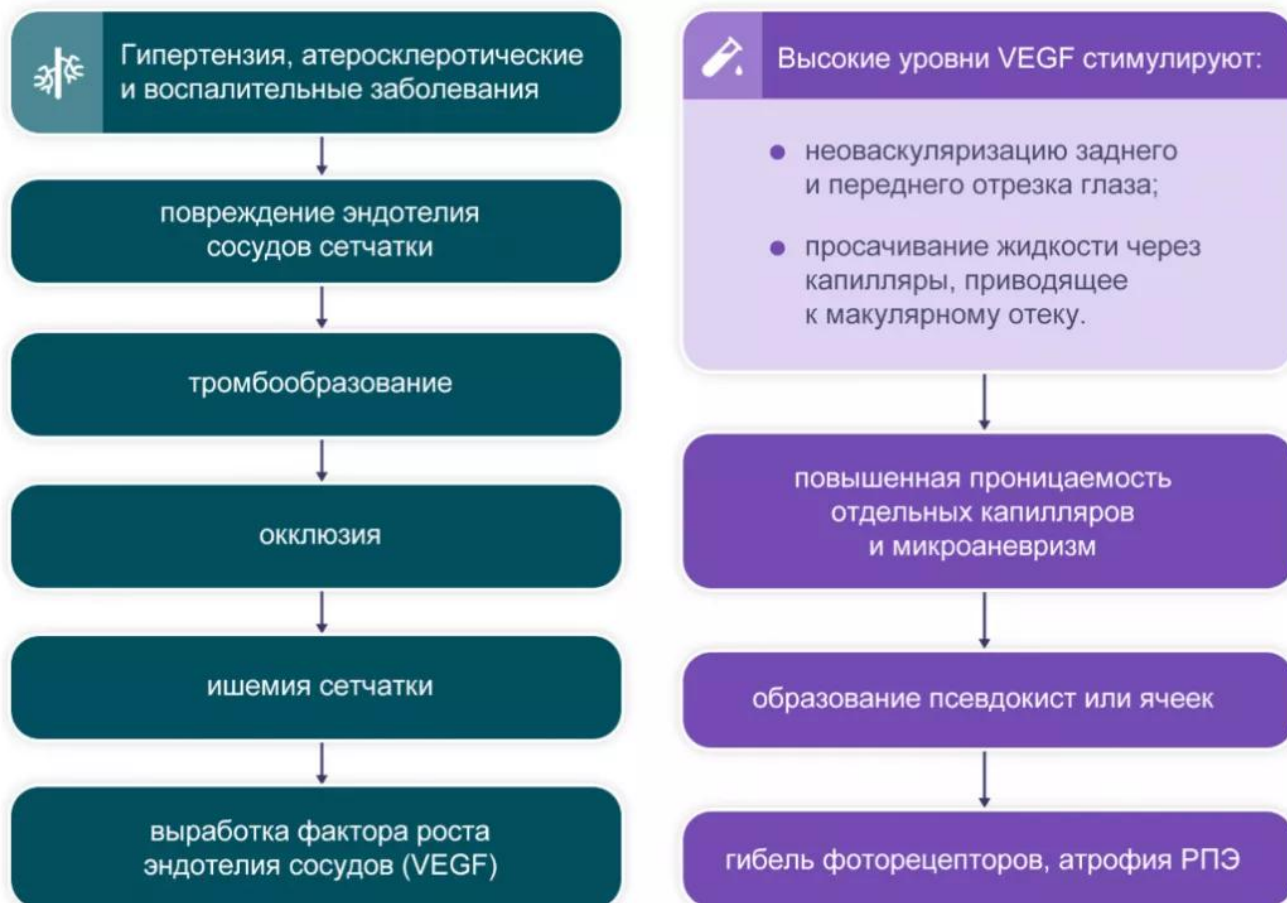 Гипертензия, атеросклеротические
и воспалительные заболевания
повреждение эндотелия
сосудов сетчатки
тромбообразование
окклюзия
ишемия сетчатки
выработка фактора роста
эндотелия сосудов (VEGF)
Высокие уровни VEGF стимулируют:
• неоваскуляризацию заднего
и переднего отрезка глаза;
• просачивание жидкости через
капилляры, приводящее
к макулярному отеку.
повышенная проницаемость
отдельных капилляров
и микроаневризм
образование псевдокист или ячеек
гибель фоторецепторов, атрофия РПЭ